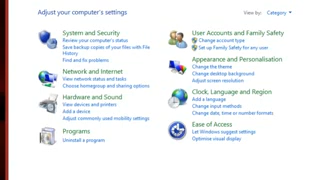 Adjust your computer's settings
View by: Category
System and Security
Review your computer's status
Save backup copies of your files with File
History
Find and fix problems
Network and Internet
View network status and tasks
Choose homegroup and sharing options
Hardware and Sound
View devices and printers
Add a device
Adjust commonly used mobility settings
Programs
Uninstall a program
User Accounts and Family Safety
Change account type
Set up Family Safety for any user
Appearance and Personalisation
Change the theme
Change desktop background
Adjust screen resolution
Clock, Language and Region
Add a language
Change input methods
Change date, time or number formats
Ease of Access
Let Windows suggest settings
Optimise visual display